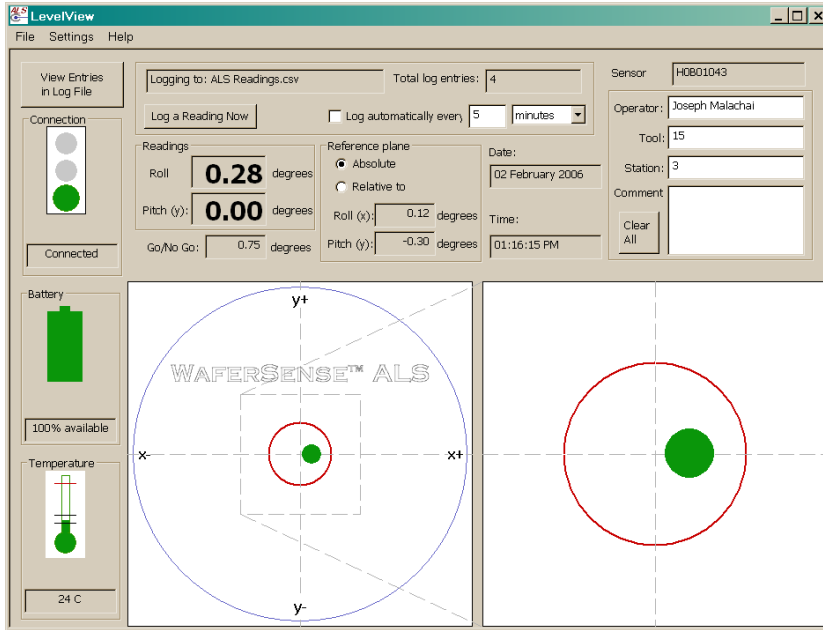 ALS
LevelView
File Settings Help
View Entries
in Log File
Logging to: ALS Readings.csv Total log entries: 4
Log a Reading Now Log automatically every 5 minutes
Sensor H0B01043
Operator: Joseph Malachai
Tool: 15
Station: 3
Comment
Clear
All
Connection
Connected
Readings
Roll 0.28 degrees
Pitch (y): 0.00 degrees
Go/No Go: 0.75 degrees
Reference plane
Absolute
Relative to
Roll (x): 0.12 degrees
Pitch (y): -0.30 degrees
Date:
02 February 2006
Time:
01:16:15 PM
Battery
100% available
Temperature
24 C
y+
WAFERSENSE™ ALS
x- x+
y-